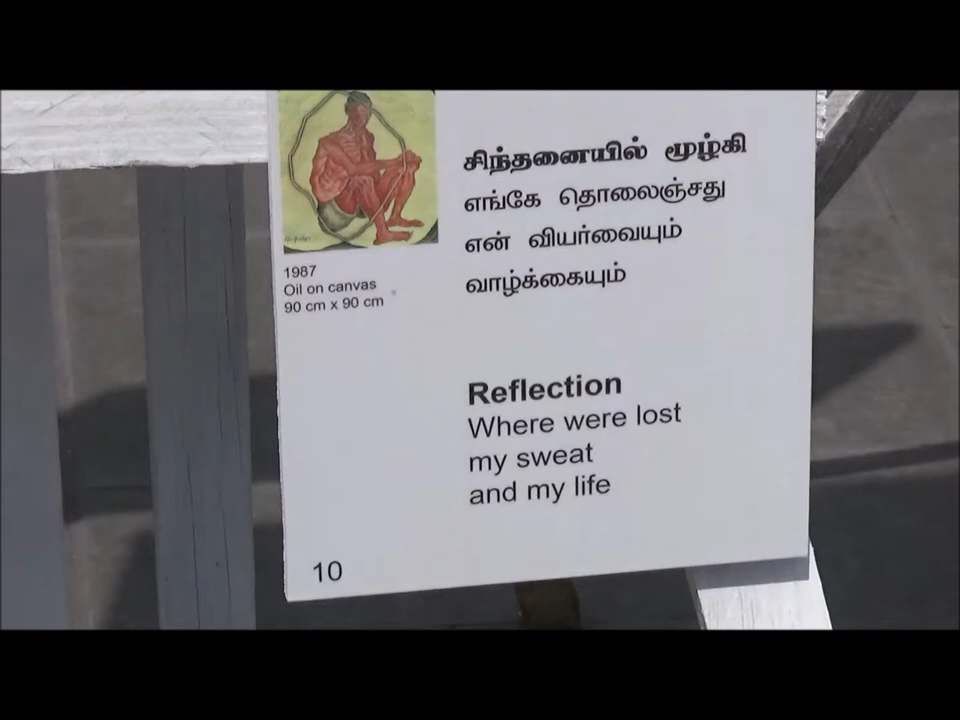 சிந்தனையில் மூழ்கி
எங்கே தொலைஞ்சது
என் வியர்வையும்
வாழ்க்கையும்
1987
Oil on canvas
90 cm x 90 cm
Reflection
Where were lost
my sweat
and my life
10